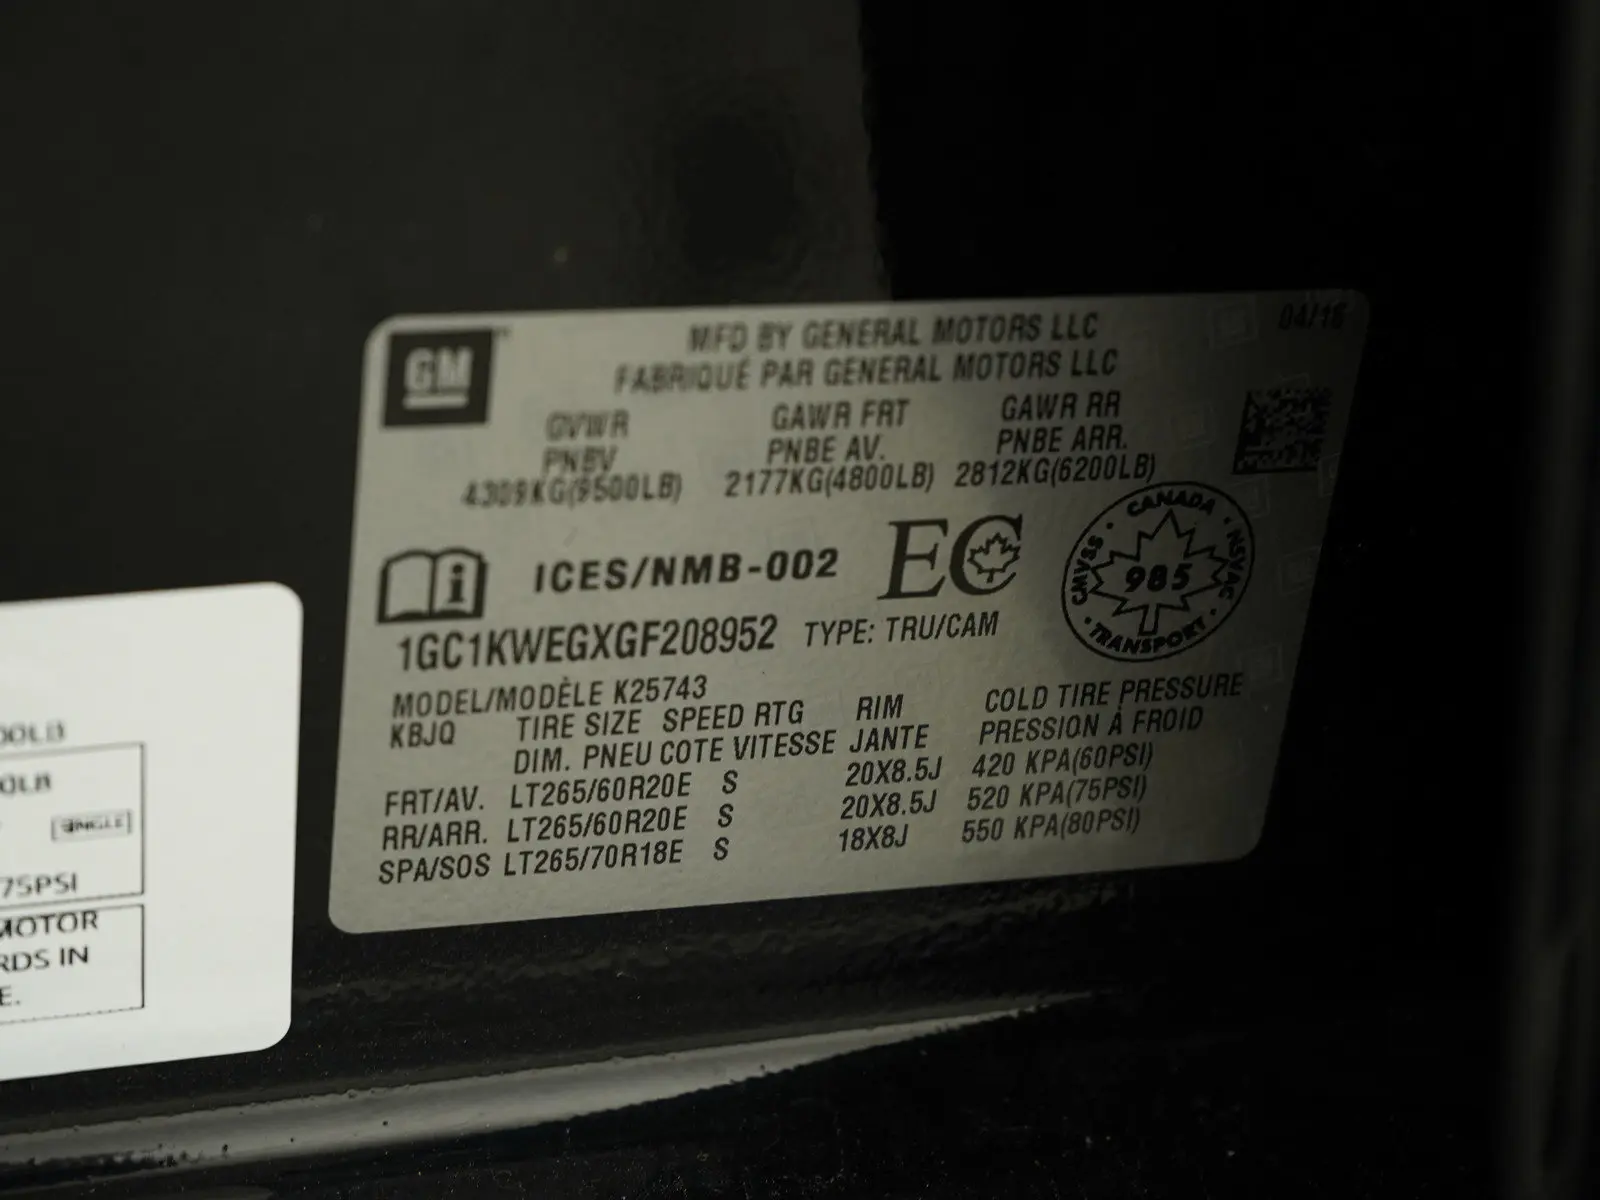 GM
MFD BY GENERAL MOTORS LLC
FABRIQUÉ PAR GENERAL MOTORS LLC
04/16
GVWR
PNBV
4309KG(9500LB)
GAWR FRT
PNBE AV.
2177KG(4800LB)
GAWR RR
PNBE ARR.
2812KG(6200LB)
ICES/NMB-002
EC
CANADA
CMVSS
NSVAC
985
TRANSPORT
1GC1KWEGXGF208952 TYPE: TRU/CAM
MODEL/MODÈLE K25743
KBJQ TIRE SIZE SPEED RTG RIM COLD TIRE PRESSURE
DIM. PNEU COTE VITESSE JANTE PRESSION À FROID
FRT/AV. LT265/60R20E S 20X8.5J 420 KPA(60PSI)
RR/ARR. LT265/60R20E S 20X8.5J 520 KPA(75PSI)
SPA/SOS LT265/70R18E S 18X8J 550 KPA(80PSI)
00LB
0LB
SINGLE
75PSI
MOTOR
RDS IN
E.